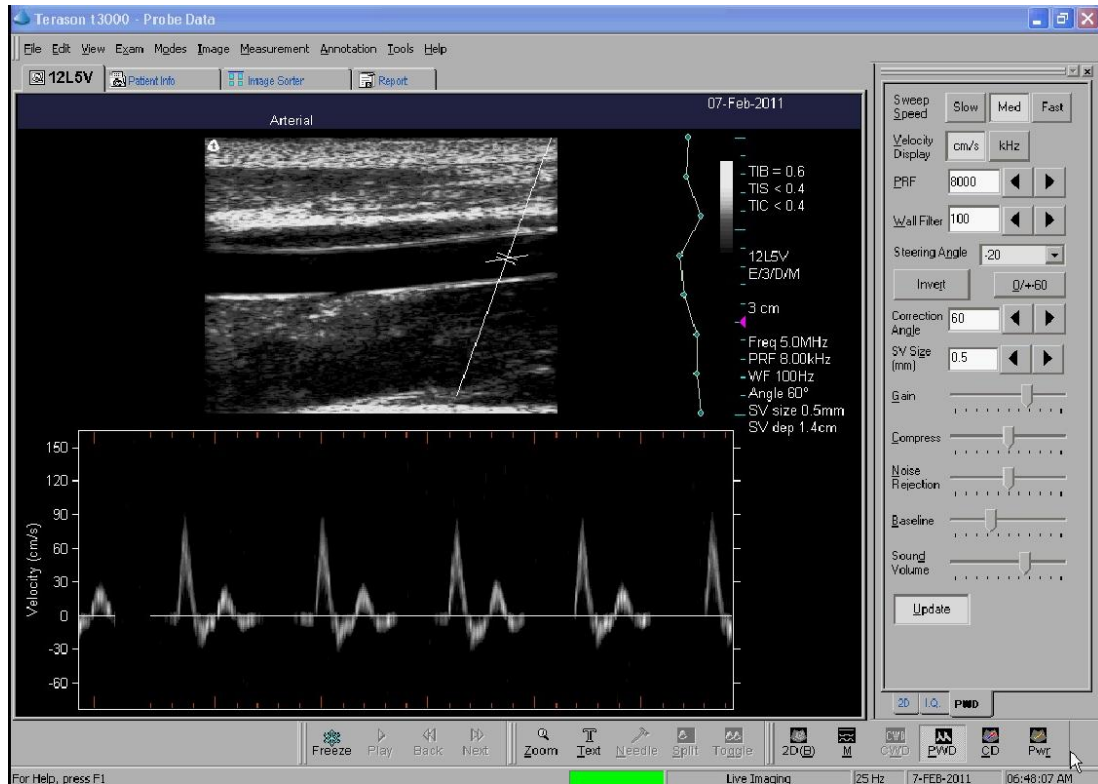 Terason t3000 - Probe Data
File Edit View Exam Modes Image Measurement Annotation Tools Help
12L5V Patient Info Image Sorter Report
07-Feb-2011
Arterial
TIB = 0.6
TIS < 0.4
TIC < 0.4
12L5V
E/3/D/M
3 cm
Freq 5.0MHz
PRF 8.00kHz
WF 100Hz
Angle 60°
SV size 0.5mm
SV dep 1.4cm
Velocity (cm/s)
150
120
90
60
30
0
-30
-60
Sweep Speed Slow Med Fast
Velocity Display cm/s kHz
PRF 8000
Wall Filter 100
Steering Angle -20
Invert 0/+-60
Correction Angle 60
SV Size (mm) 0.5
Gain
Compress
Noise Rejection
Baseline
Sound Volume
Update
2D I.Q. PWD
Freeze Play Back Next Zoom Text Needle Split Toggle 2D(B) M CWD PWD CD Pwr
For Help, press F1 Live Imaging 25 Hz 7-FEB-2011 06:48:07 AM